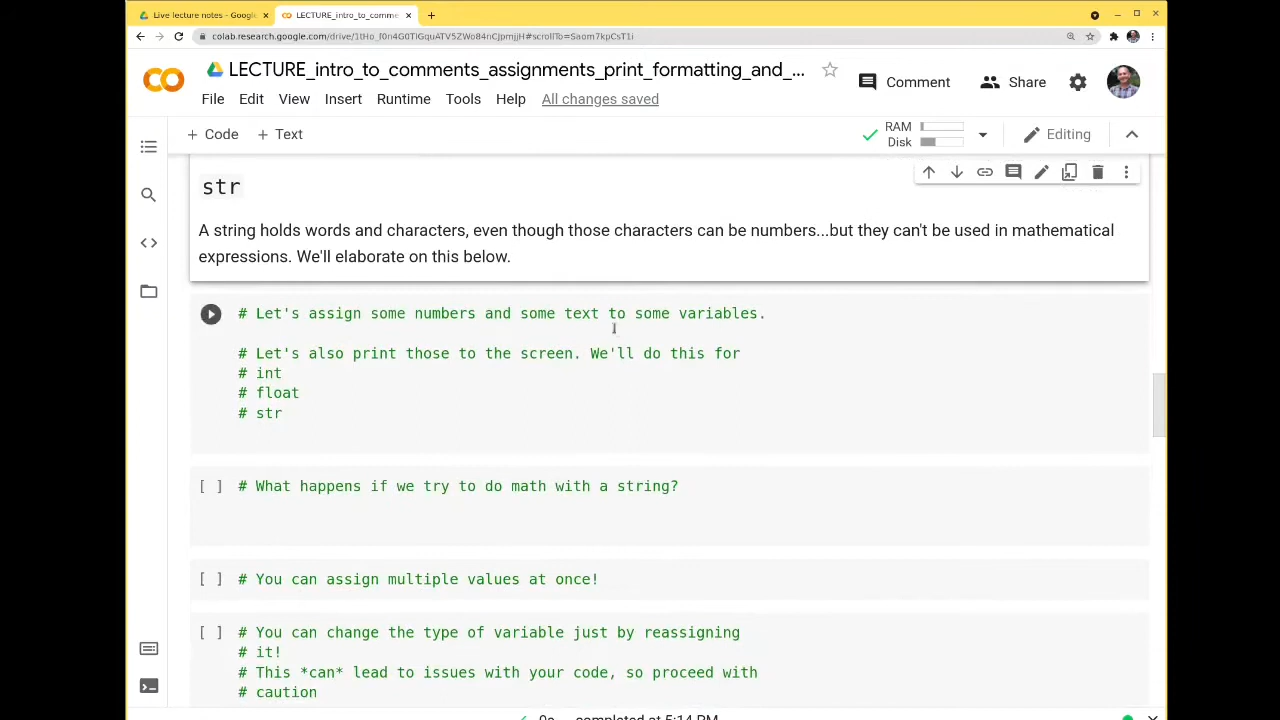 Live lecture notes - Google
LECTURE_intro_to_comme
colab.research.google.com/drive/
LECTURE_intro_to_comments_assignments_print_formatting_and_...
Comment
Share
File Edit View Insert Runtime Tools Help All changes saved
+ Code + Text
RAM
Disk
Editing
str
A string holds words and characters, even though those characters can be numbers...but they can't be used in mathematical
expressions. We'll elaborate on this below.
# Let's assign some numbers and some text to some variables.
# Let's also print those to the screen. We'll do this for
# int
# float
# str
[ ] # What happens if we try to do math with a string?
[ ] # You can assign multiple values at once!
[ ] # You can change the type of variable just by reassigning
# it!
# This *can* lead to issues with your code, so proceed with
# caution
0s completed at 5:14 PM